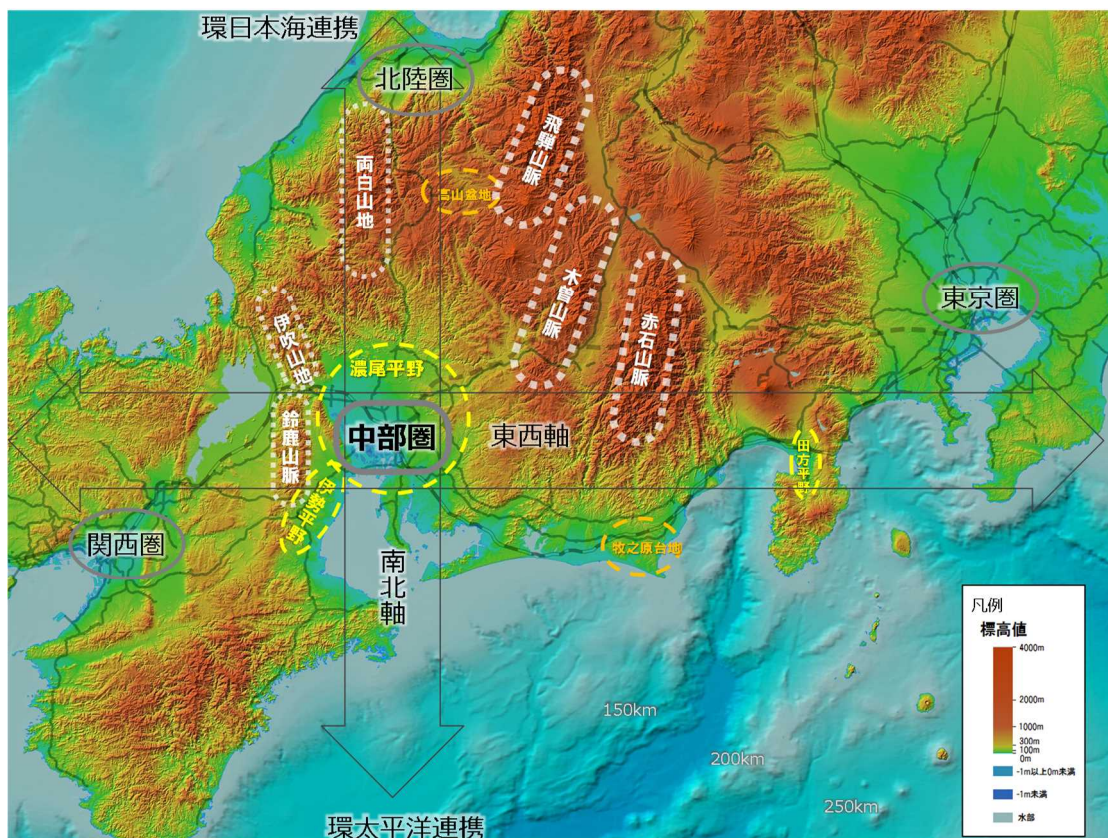 環日本海連携
北陸圏
飛騨山脈
両白山地
高山盆地
木曽山脈
赤石山脈
東京圏
伊吹山地
濃尾平野
鈴鹿山脈
中部圏
東西軸
田方平野
伊勢平野
関西圏
牧之原台地
南北軸
150km
200km
250km
環太平洋連携
凡例
標高値
4000m
2000m
1000m
300m
100m
0m
-1m以上0m未満
-1m未満
水部